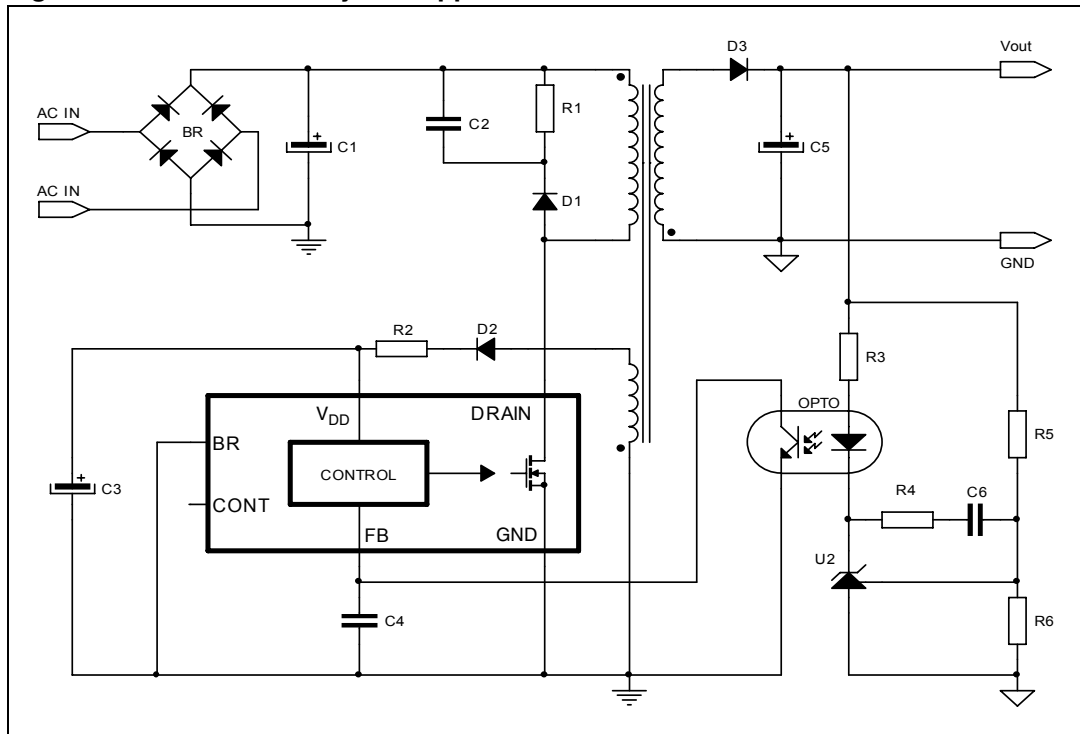 D3
Vout
AC IN
BR
+
C1
C2
R1
+
C5
AC IN
D1
GND
R2
D2
R3
VDD
DRAIN
OPTO
R5
BR
CONTROL
+
C3
CONT
R4
C6
FB
GND
U2
C4
R6